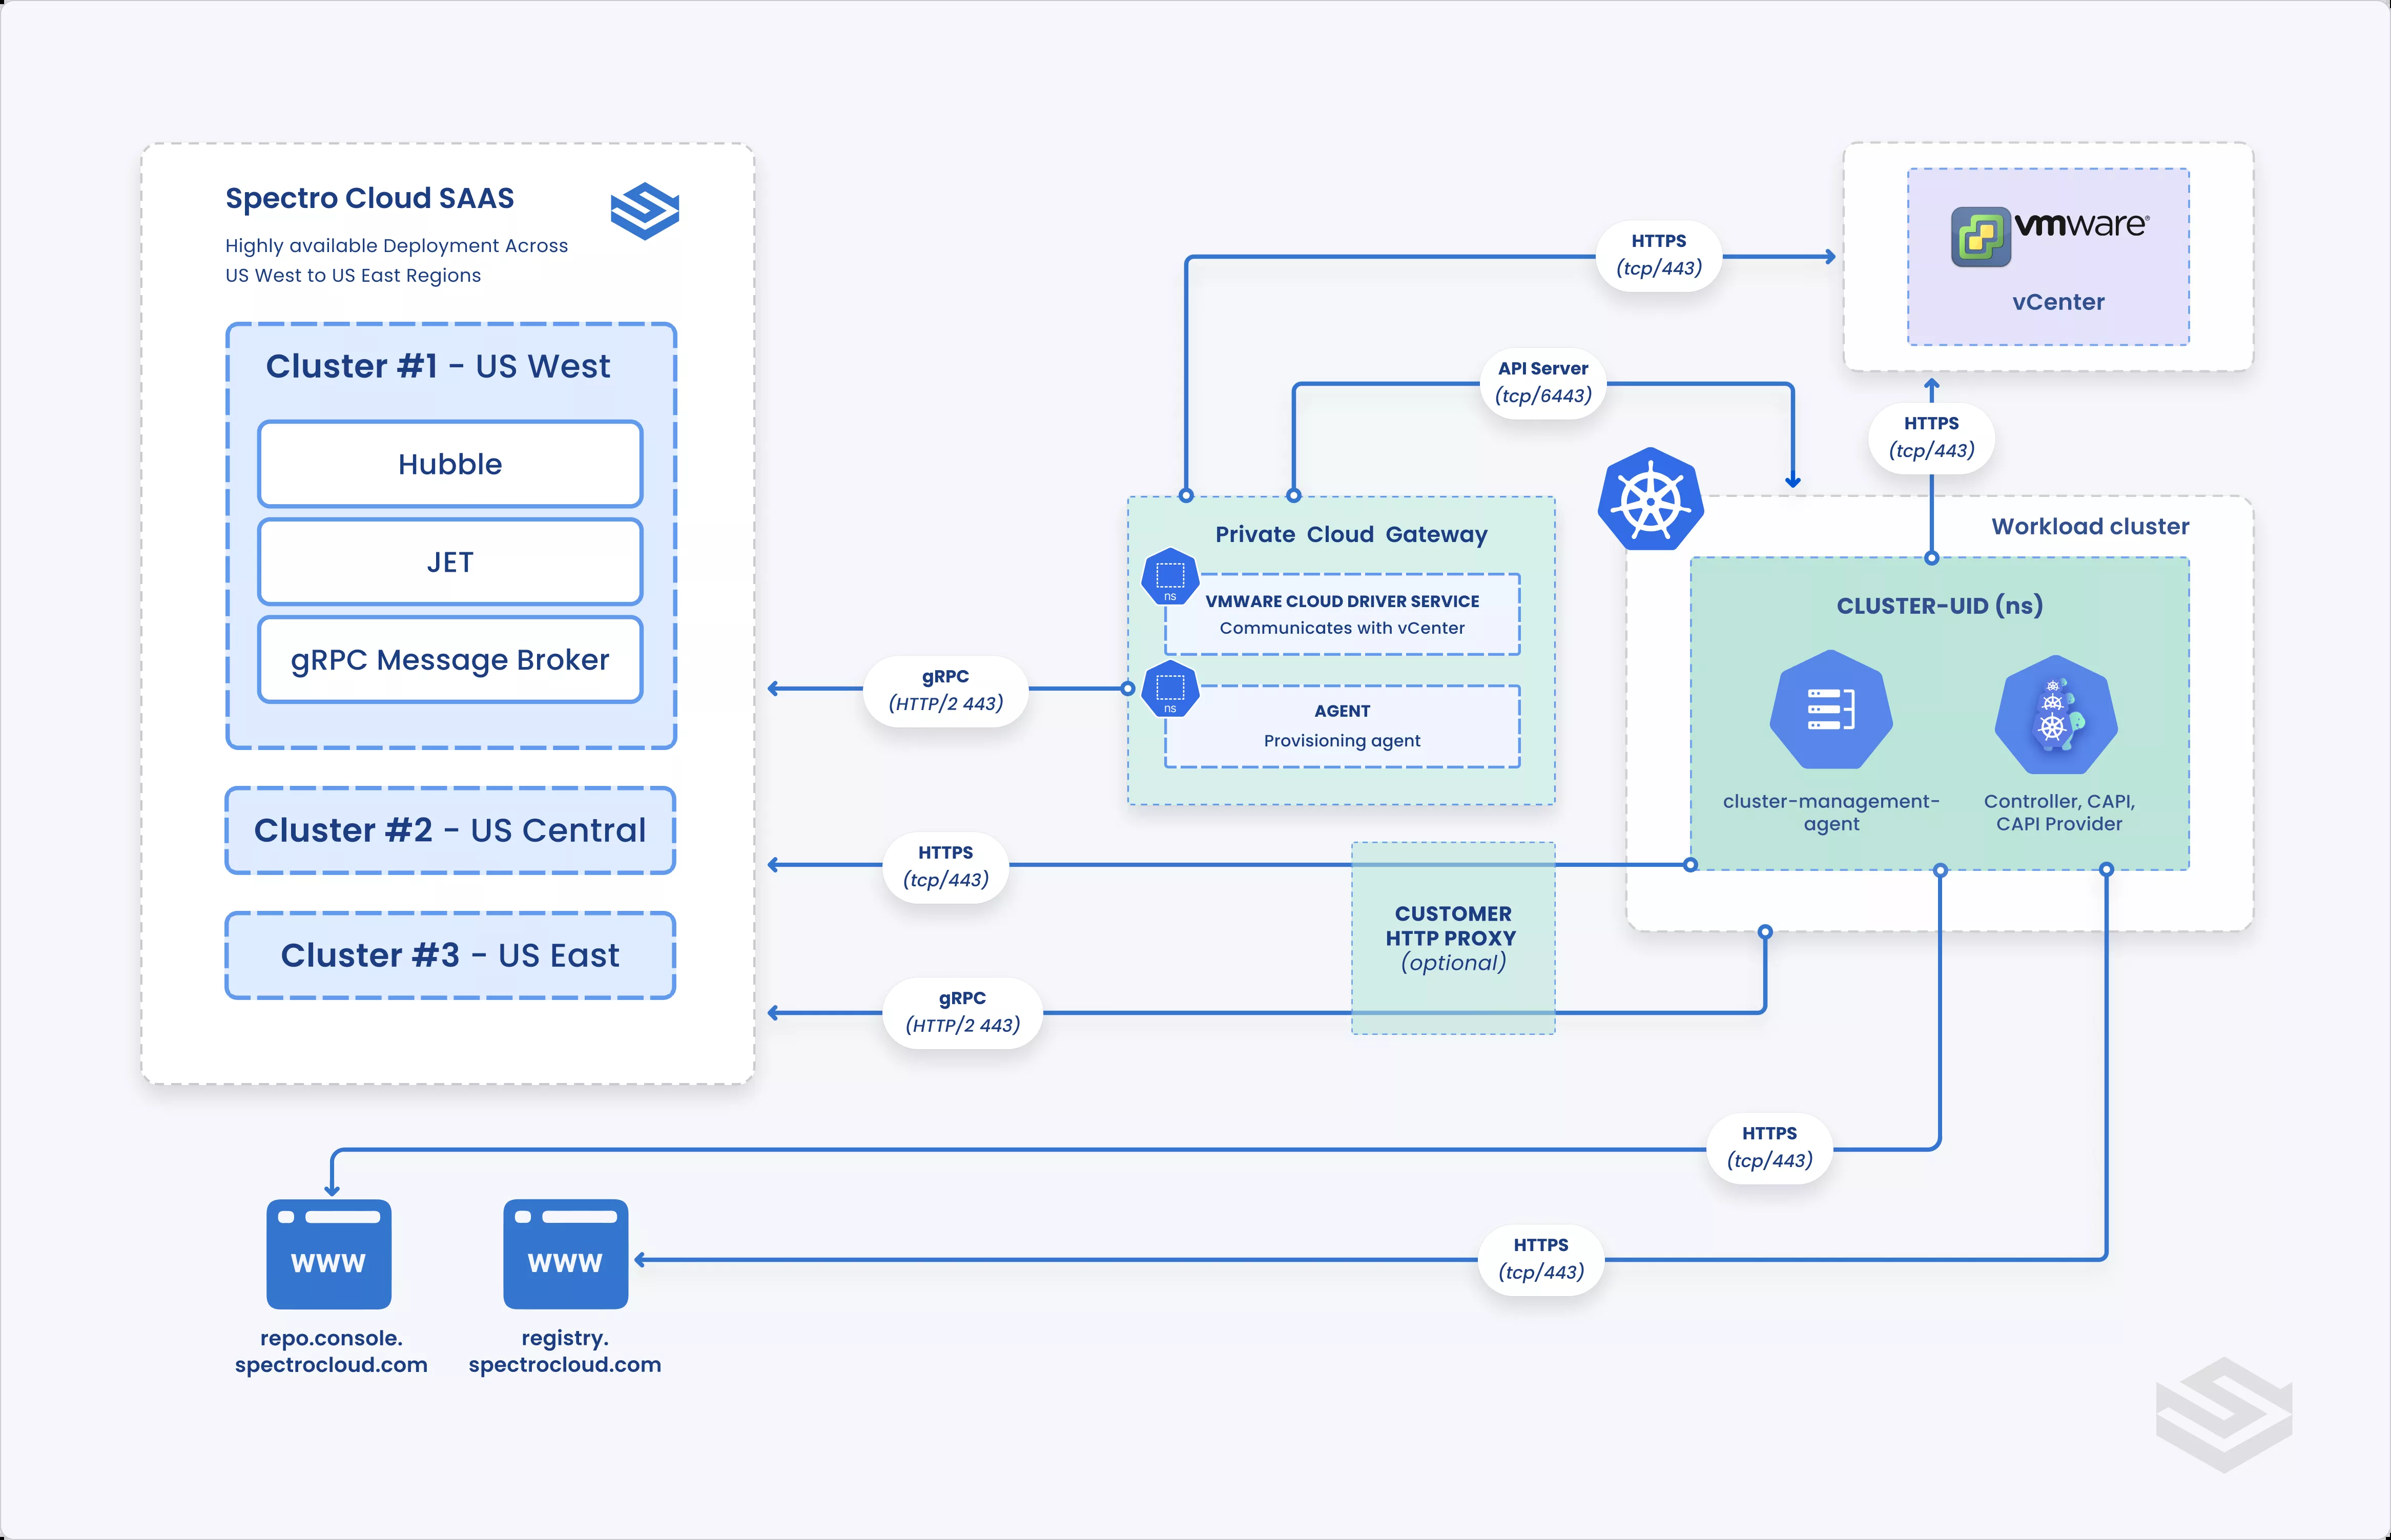 Spectro Cloud SAAS
Highly available Deployment Across
US West to US East Regions
Cluster #1 - US West
Hubble
JET
gRPC Message Broker
Cluster #2 - US Central
Cluster #3 - US East
gRPC
(HTTP/2 443)
HTTPS
(tcp/443)
gRPC
(HTTP/2 443)
HTTPS
(tcp/443)
API Server
(tcp/6443)
Private Cloud Gateway
ns
VMWARE CLOUD DRIVER SERVICE
Communicates with vCenter
ns
AGENT
Provisioning agent
CUSTOMER
HTTP PROXY
(optional)
vmware®
vCenter
HTTPS
(tcp/443)
Workload cluster
CLUSTER-UID (ns)
cluster-management-
agent
Controller, CAPI,
CAPI Provider
HTTPS
(tcp/443)
HTTPS
(tcp/443)
www
repo.console.
spectrocloud.com
www
registry.
spectrocloud.com